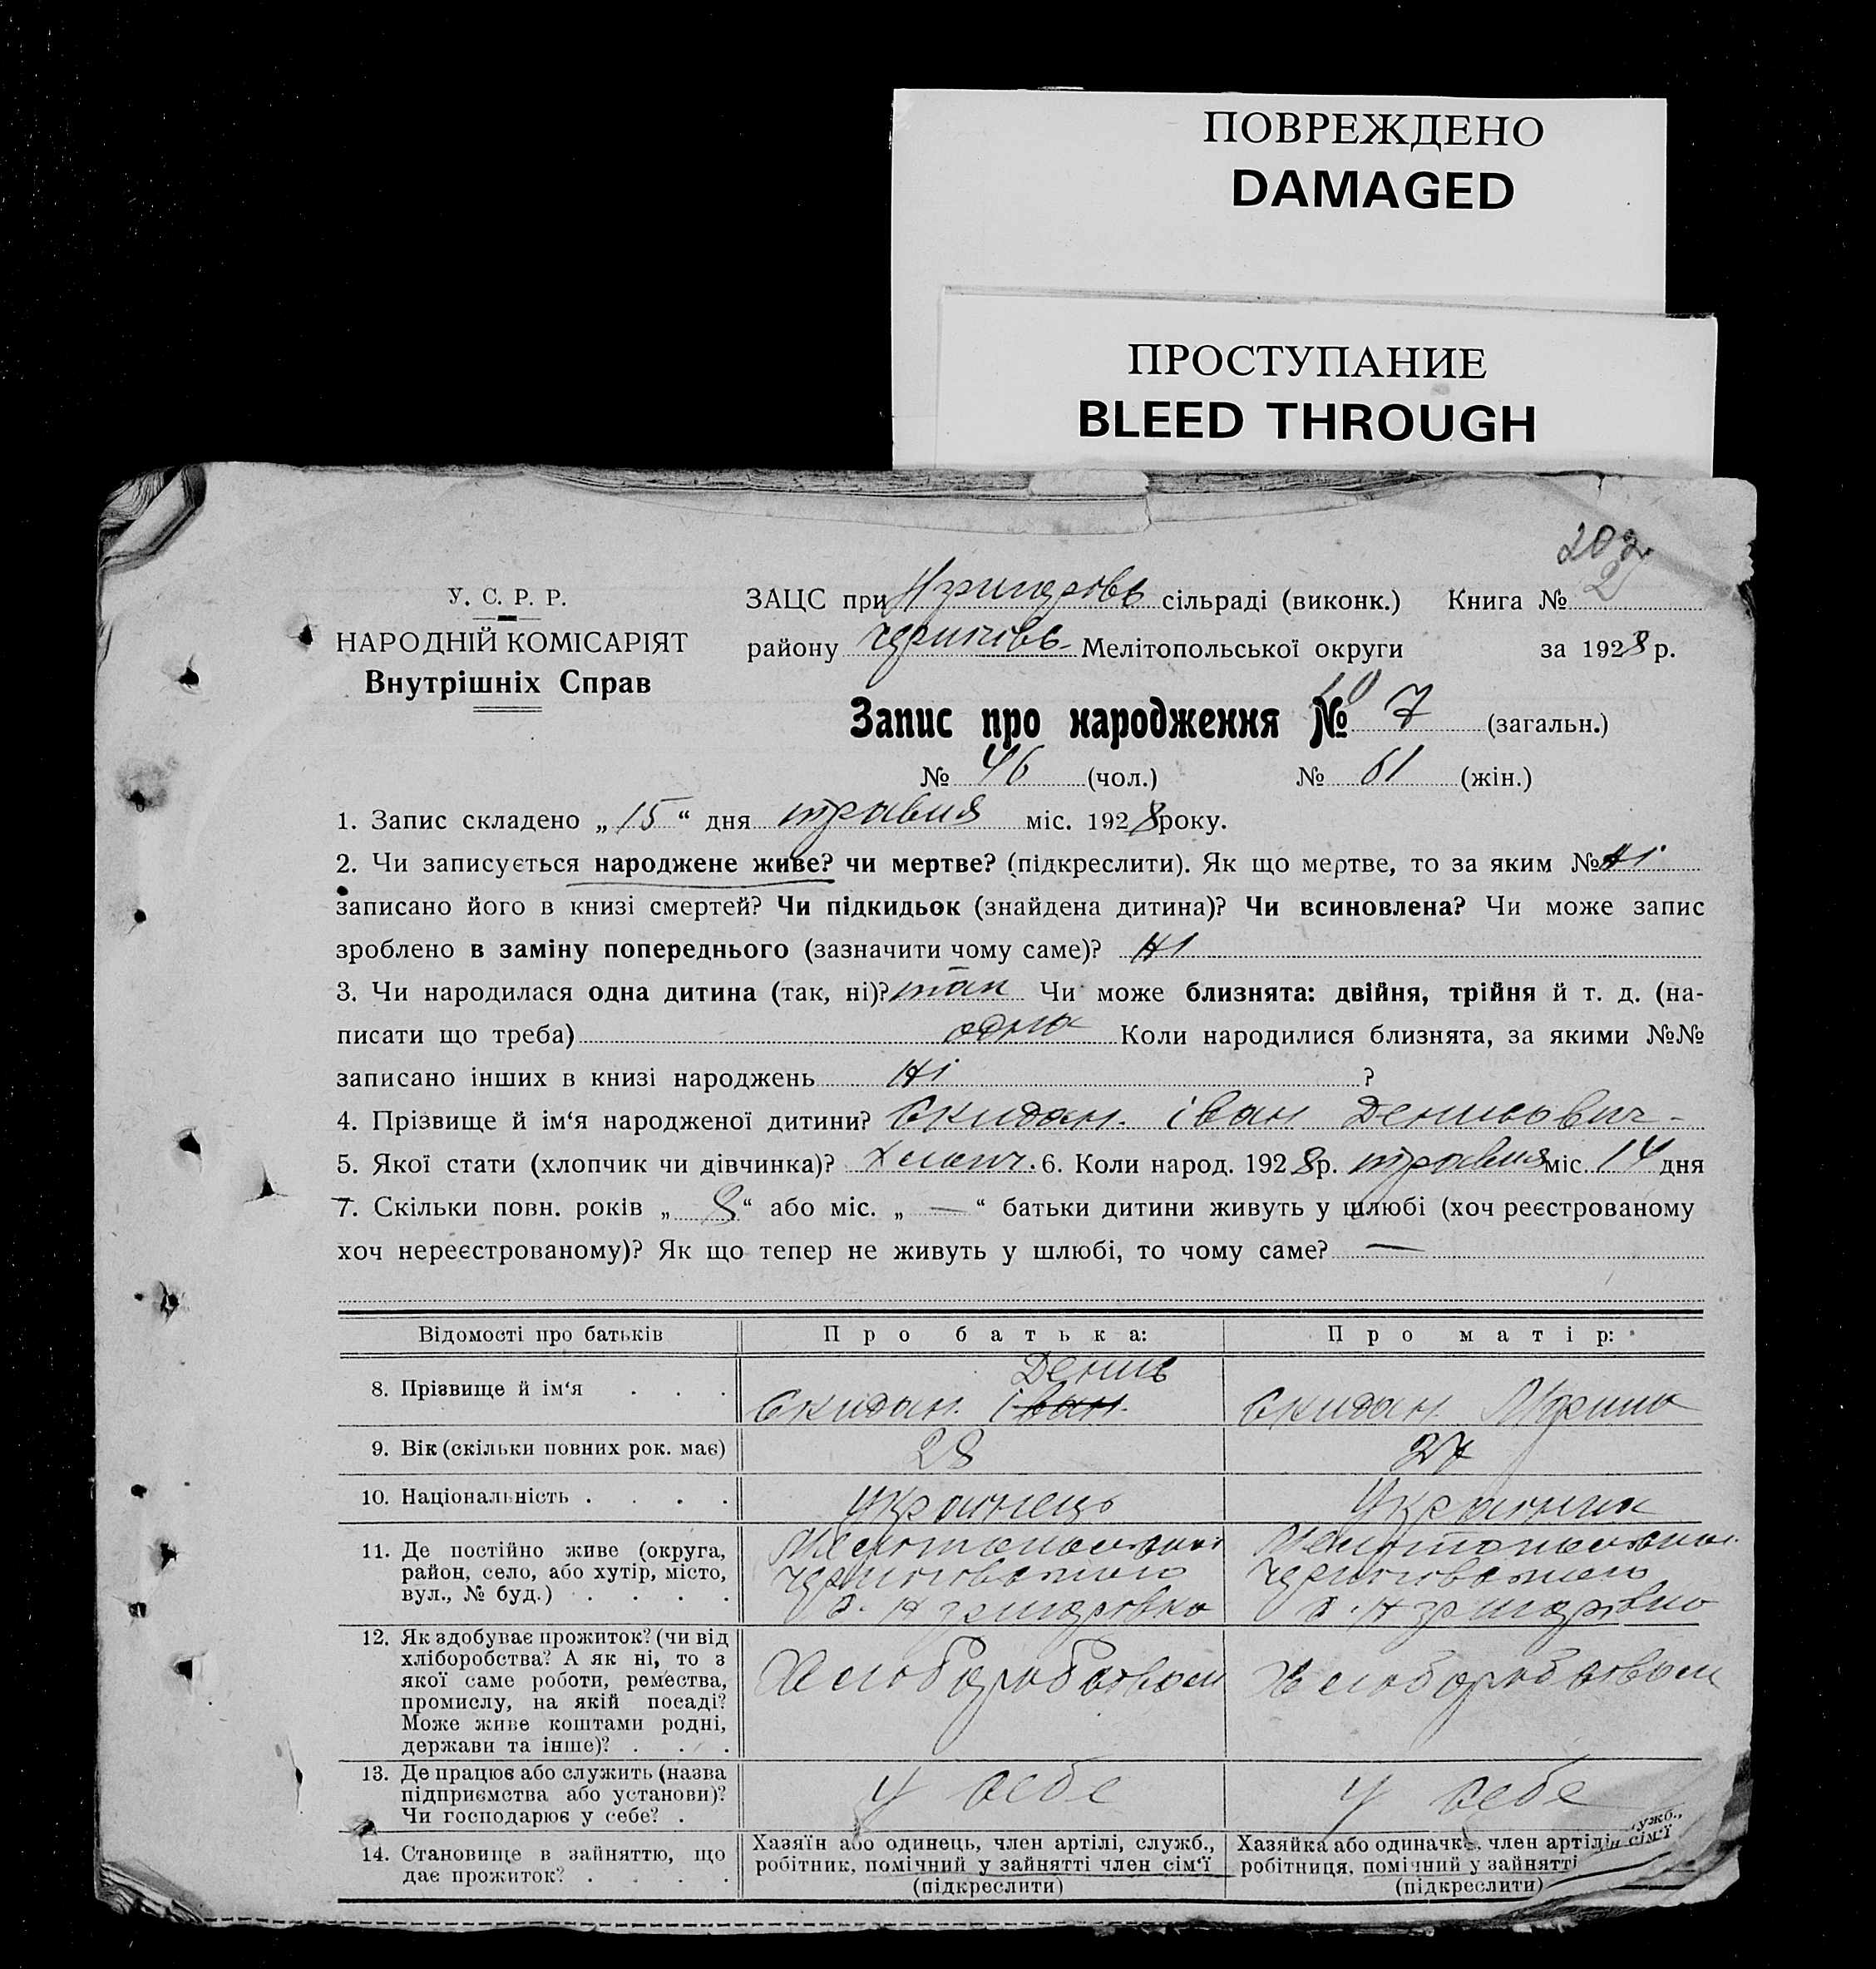 ПОВРЕЖДЕНО
DAMAGED
ПРОСТУПАНИЕ
BLEED THROUGH
202
У. С. Р. Р.
НАРОДНІЙ КОМІСАРІЯТ
Внутрішніх Справ
ЗАЦС при сільраді (виконк.) Книга № 2
району Мелітопольської округи за 1928 р.
Запис про народження № 107 (загальн.)
№ 46 (чол.) № 61 (жін.)
1. Запис складено „15“ дня травня міс. 1928 року.
2. Чи записується народжене живе? чи мертве? (підкреслити). Як що мертве, то за яким № Ні
записано його в книзі смертей? Чи підкидьок (знайдена дитина)? Чи всиновлена? Чи може запис
зроблено в заміну попереднього (зазначити чому саме)? Ні
3. Чи народилася одна дитина (так, ні)? так Чи може близнята: двійня, трійня й т. д. (на-
писати що треба) одна Коли народилися близнята, за якими №№
записано інших в книзі народжень Ні ?
4. Прізвище й ім‘я народженої дитини? Скидан. Іван Денисович -
5. Якої стати (хлопчик чи дівчинка)? Хлопч. 6. Коли народ. 1928 р. травня міс. 14 дня
7. Скільки повн. років „8“ або міс. „—“ батьки дитини живуть у шлюбі (хоч реєстрованому
хоч нереєстрованому)? Як що тепер не живуть у шлюбі, то чому саме? —
Відомості про батьків Про батька: Про матір:
Денис
8. Прізвище й ім‘я . . . Скидан. Іван. Скидан
9. Вік (скільки повних рок. має) 28 27
10. Національність . . . . Українець Українка
11. Де постійно живе (округа,
район, село, або хутір, місто,
вул., № буд.) . . . .
12. Як здобуває прожиток? (чи від
хліборобства? А як ні, то з
якої саме роботи, ремества,
промислу, на якій посаді?
Може живе коштами родні,
держави та інше)? . . .
Хлоборобством Хлоборобством
13. Де працює або служить (назва
підприємства або установи)?
Чи господарює у себе? .
у себе у себе
14. Становище в зайняттю, що
дає прожиток? . . . .
Хазяїн або одинець, член артілі, служб.,
робітник, помічний у зайнятті член сім‘ї
(підкреслити)
Хазяйка або одиначка, член артілі, служб.,
робітниця, помічний у зайнятті член сім‘ї
(підкреслити)